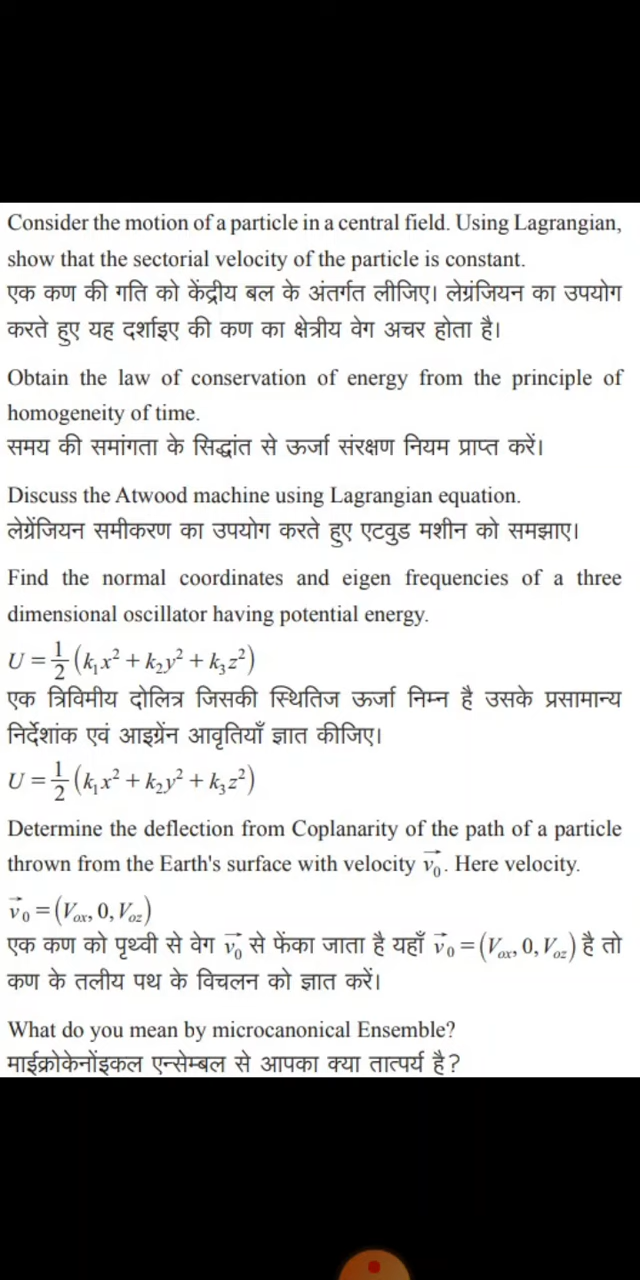 Consider the motion of a particle in a central field. Using Lagrangian,
show that the sectorial velocity of the particle is constant.
एक कण की गति को केंद्रीय बल के अंतर्गत लीजिए। लेग्रंजियन का उपयोग
करते हुए यह दर्शाइए की कण का क्षेत्रीय वेग अचर होता है।
Obtain the law of conservation of energy from the principle of
homogeneity of time.
समय की समांगता के सिद्धांत से ऊर्जा संरक्षण नियम प्राप्त करें।
Discuss the Atwood machine using Lagrangian equation.
लेग्रेंजियन समीकरण का उपयोग करते हुए एटवुड मशीन को समझाए।
Find the normal coordinates and eigen frequencies of a three
dimensional oscillator having potential energy.
U = 1/2 (k₁x² + k₂y² + k₃z²)
एक त्रिविमीय दोलित्र जिसकी स्थितिज ऊर्जा निम्न है उसके प्रसामान्य
निर्देशांक एवं आइग्रेंन आवृतियाँ ज्ञात कीजिए।
U = 1/2 (k₁x² + k₂y² + k₃z²)
Determine the deflection from Coplanarity of the path of a particle
thrown from the Earth's surface with velocity v⃗₀. Here velocity.
v⃗₀ = (Vₒₓ, 0, V_oz)
एक कण को पृथ्वी से वेग v⃗₀ से फेंका जाता है यहाँ v⃗₀ = (Vₒₓ, 0, V_oz) है तो
कण के तलीय पथ के विचलन को ज्ञात करें।
What do you mean by microcanonical Ensemble?
माईक्रोकेनोंइकल एन्सेम्बल से आपका क्या तात्पर्य है?